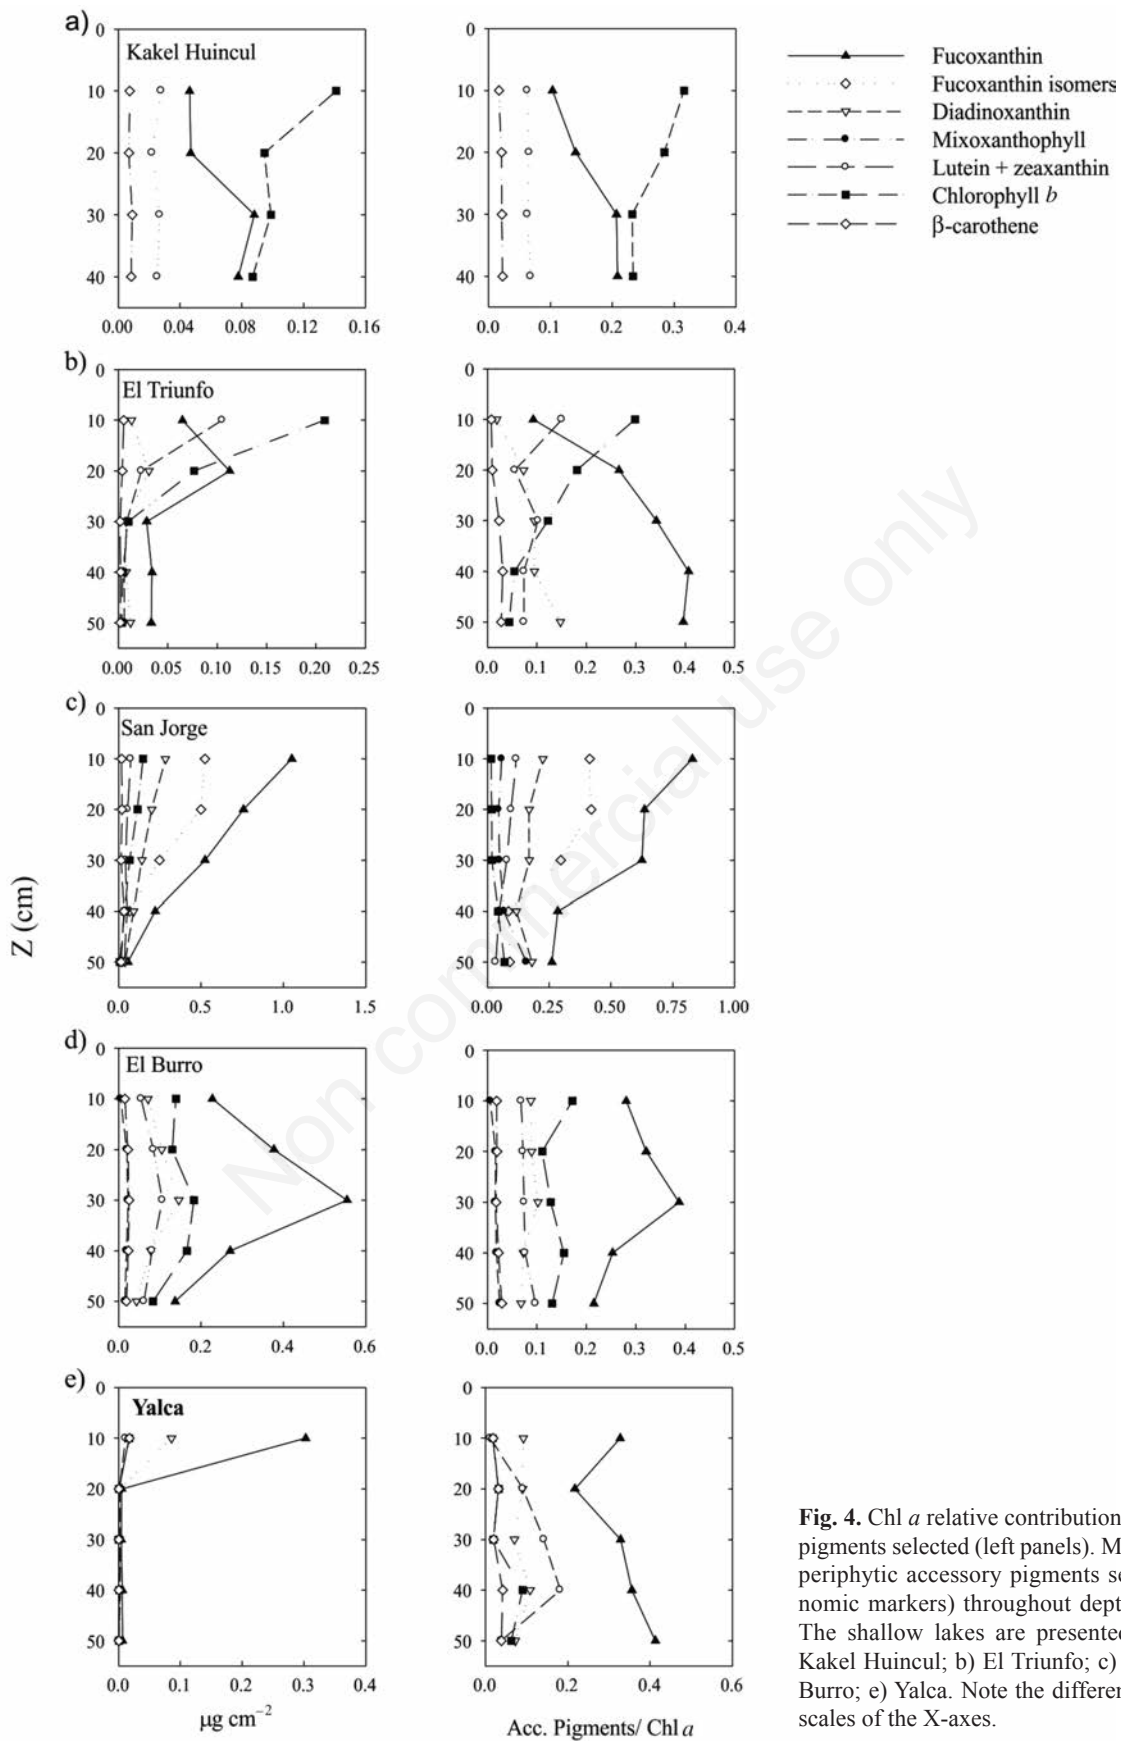 a)
Kakel Huincul
0
10
20
30
40
0.00 0.04 0.08 0.12 0.16
0
10
20
30
40
0.0 0.1 0.2 0.3 0.4
Fucoxanthin
Fucoxanthin isomers
Diadinoxanthin
Mixoxanthophyll
Lutein + zeaxanthin
Chlorophyll b
β-carothene
b)
El Triunfo
0
10
20
30
40
50
0.00 0.05 0.10 0.15 0.20 0.25
0
10
20
30
40
50
0.0 0.1 0.2 0.3 0.4 0.5
c)
San Jorge
0
10
20
30
40
50
0.0 0.5 1.0 1.5
0
10
20
30
40
50
0.00 0.25 0.50 0.75 1.00
Z (cm)
d)
El Burro
0
10
20
30
40
50
0.0 0.2 0.4 0.6
0
10
20
30
40
50
0.0 0.1 0.2 0.3 0.4 0.5
e)
Yalca
0
10
20
30
40
50
0.0 0.1 0.2 0.3 0.4
µg cm⁻²
0
10
20
30
40
50
0.0 0.2 0.4 0.6
Acc. Pigments/ Chl a
Non commercial use only
Fig. 4. Chl a relative contribution
pigments selected (left panels). M
periphytic accessory pigments se
nomic markers) throughout dept
The shallow lakes are presented
Kakel Huincul; b) El Triunfo; c)
Burro; e) Yalca. Note the differen
scales of the X-axes.